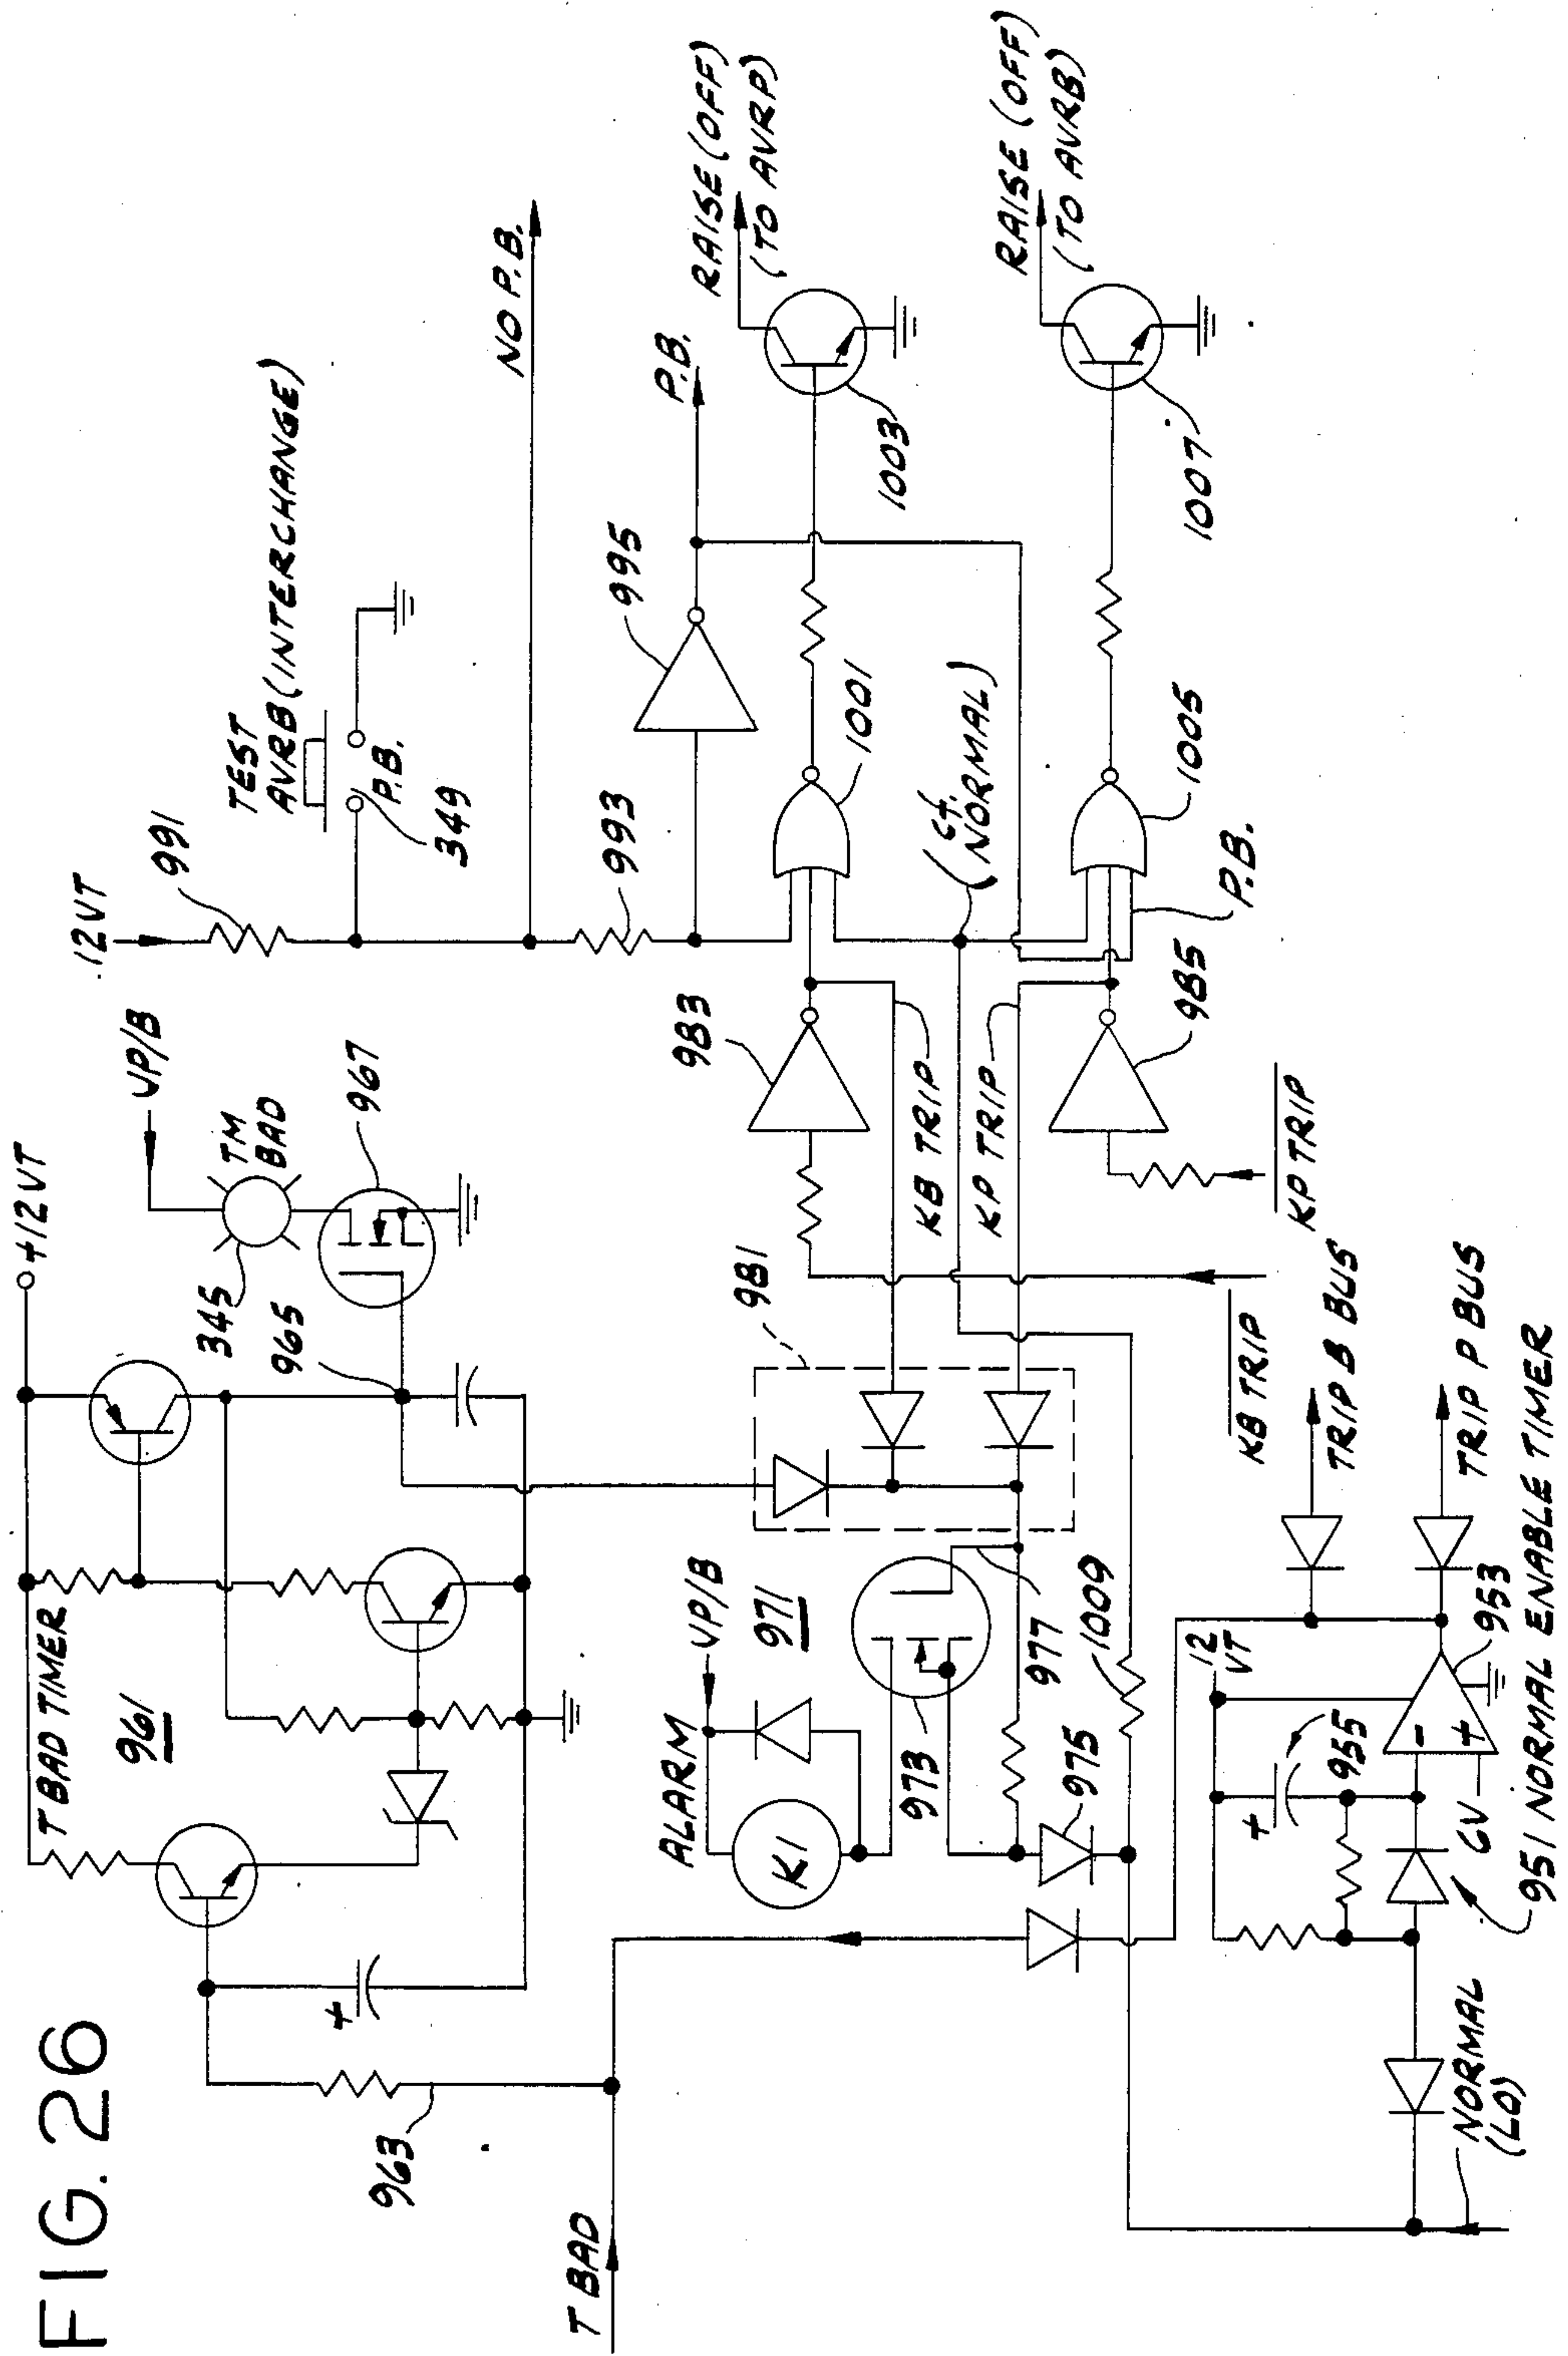 FIG. 26
T BAD
963
T BAD TIMER
961
+12VT
345
965
VP/B
TM
BAD
967
12VT
991
TEST
AVRB (INTERCHANGE)
P.B.
349
NO P.B.
993
995
P.B.
RAISE (OFF)
(TO AVRP)
1003
1001
983
981
ALARM
VP/B
971
K1
973
975
977
1009
KB TRIP
KP TRIP
(CF.
NORMAL)
1005
P.B.
985
1007
RAISE (OFF)
(TO AVRB)
KB TRIP
KP TRIP
TRIP B BUS
TRIP P BUS
12
VT
+
955
-
+
6V
953
951 NORMAL ENABLE TIMER
NORMAL
(LO)
+